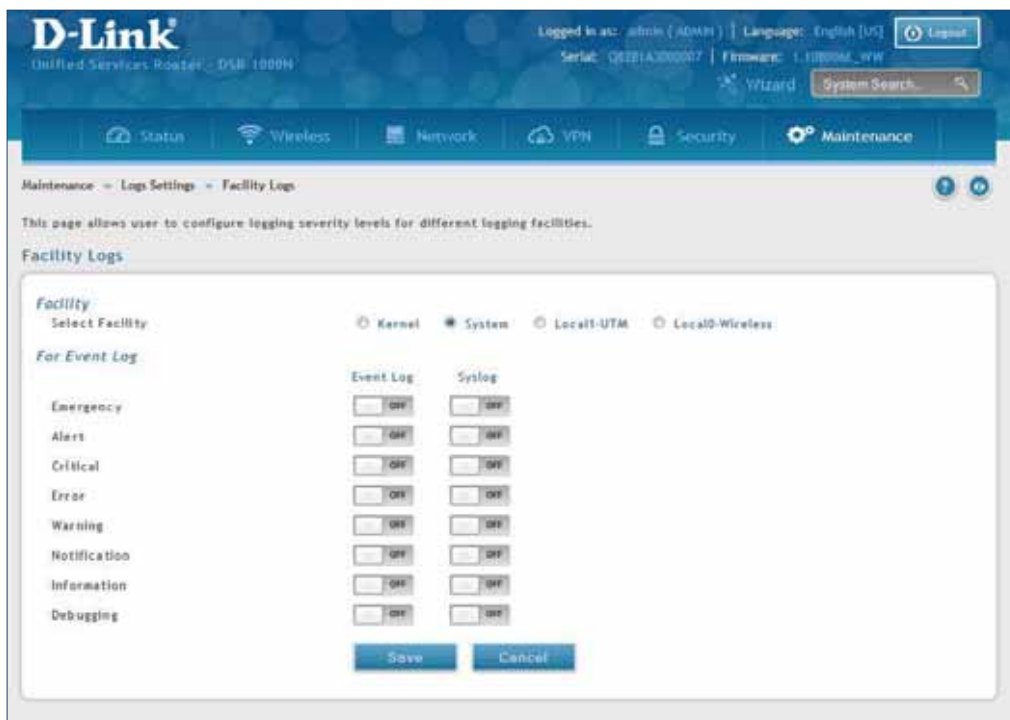 D-Link
Unified Services Router - DSR-1000N
Logged in as: admin ( ADMIN ) | Language: English [US]
Logout
Serial: | Firmware:
Wizard
System Search...
Status
Wireless
Network
VPN
Security
Maintenance
Maintenance » Logs Settings » Facility Logs
This page allows user to configure logging severity levels for different logging facilities.
Facility Logs
Facility
Select Facility Kernel System Local1-UTM Local0-Wireless
For Event Log
Event Log Syslog
Emergency OFF OFF
Alert OFF OFF
Critical OFF OFF
Error OFF OFF
Warning OFF OFF
Notification OFF OFF
Information OFF OFF
Debugging OFF OFF
Save Cancel